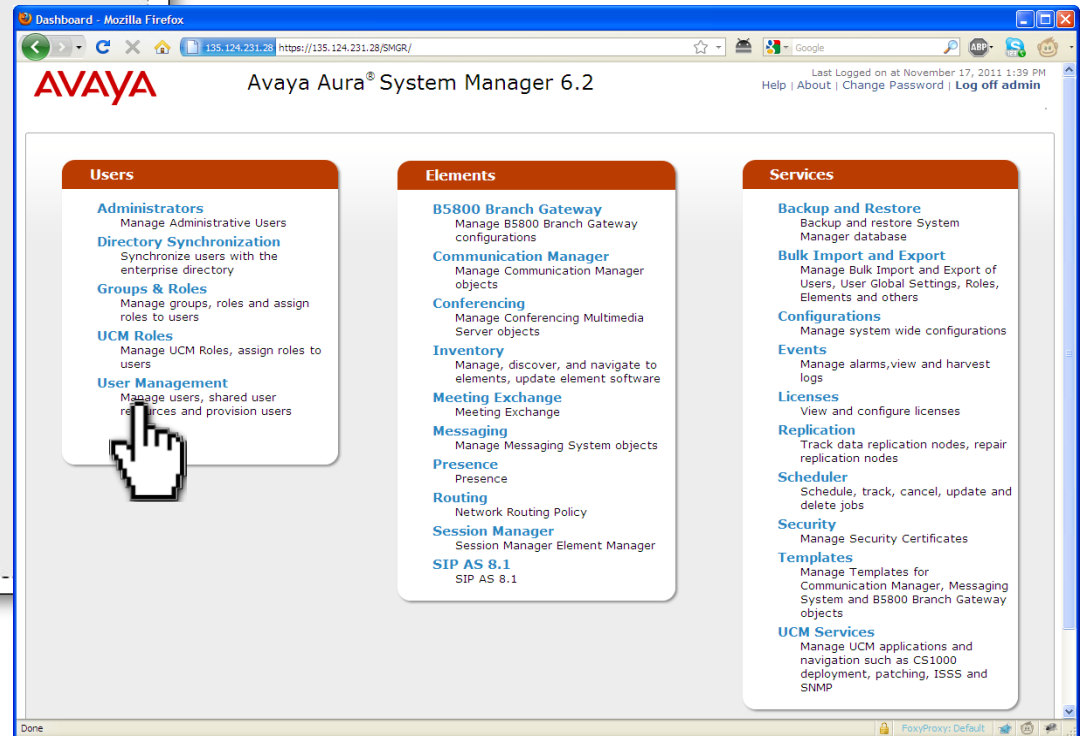 Dashboard - Mozilla Firefox
135.124.231.28 https://135.124.231.28/SMGR/
Google
ABP
AVAYA
Avaya Aura® System Manager 6.2
Last Logged on at November 17, 2011 1:39 PM
Help | About | Change Password | Log off admin
Users
Administrators
Manage Administrative Users
Directory Synchronization
Synchronize users with the
enterprise directory
Groups & Roles
Manage groups, roles and assign
roles to users
UCM Roles
Manage UCM Roles, assign roles to
users
User Management
Manage users, shared user
resources and provision users
Elements
B5800 Branch Gateway
Manage B5800 Branch Gateway
configurations
Communication Manager
Manage Communication Manager
objects
Conferencing
Manage Conferencing Multimedia
Server objects
Inventory
Manage, discover, and navigate to
elements, update element software
Meeting Exchange
Meeting Exchange
Messaging
Manage Messaging System objects
Presence
Presence
Routing
Network Routing Policy
Session Manager
Session Manager Element Manager
SIP AS 8.1
SIP AS 8.1
Services
Backup and Restore
Backup and restore System
Manager database
Bulk Import and Export
Manage Bulk Import and Export of
Users, User Global Settings, Roles,
Elements and others
Configurations
Manage system wide configurations
Events
Manage alarms,view and harvest
logs
Licenses
View and configure licenses
Replication
Track data replication nodes, repair
replication nodes
Scheduler
Schedule, track, cancel, update and
delete jobs
Security
Manage Security Certificates
Templates
Manage Templates for
Communication Manager, Messaging
System and B5800 Branch Gateway
objects
UCM Services
Manage UCM applications and
navigation such as CS1000
deployment, patching, ISSS and
SNMP
Done
FoxyProxy: Default